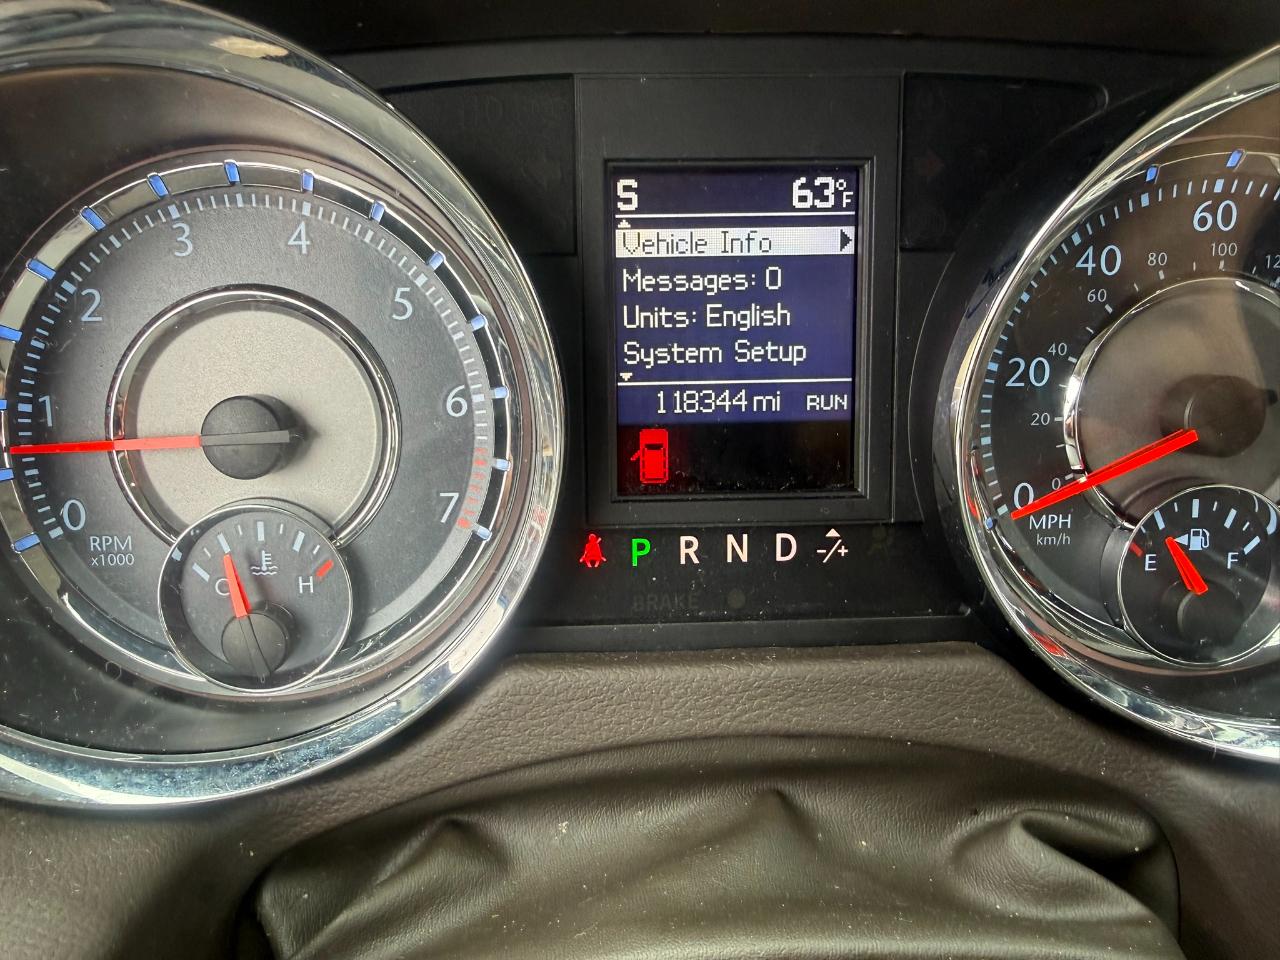 S 63°F
Vehicle Info
Messages: 0
Units: English
System Setup
118344 mi RUN
P R N D -/+
BRAKE
0 1 2 3 4 5 6 7
RPM
x1000
C H
0 20 40 60
0 20 40 60 80 100
MPH
km/h
E F